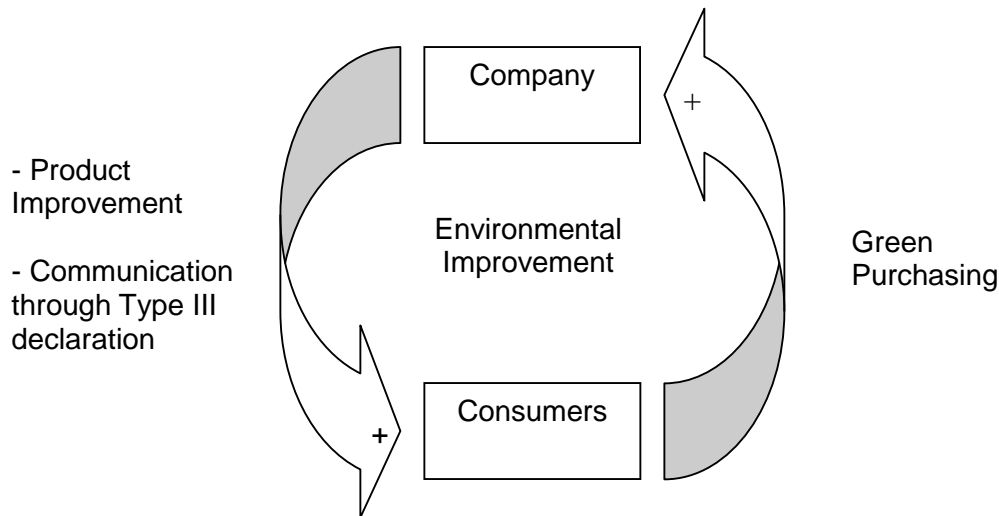 Company
+
- Product
Improvement
- Communication
through Type III
declaration
Environmental
Improvement
Green
Purchasing
Consumers
+